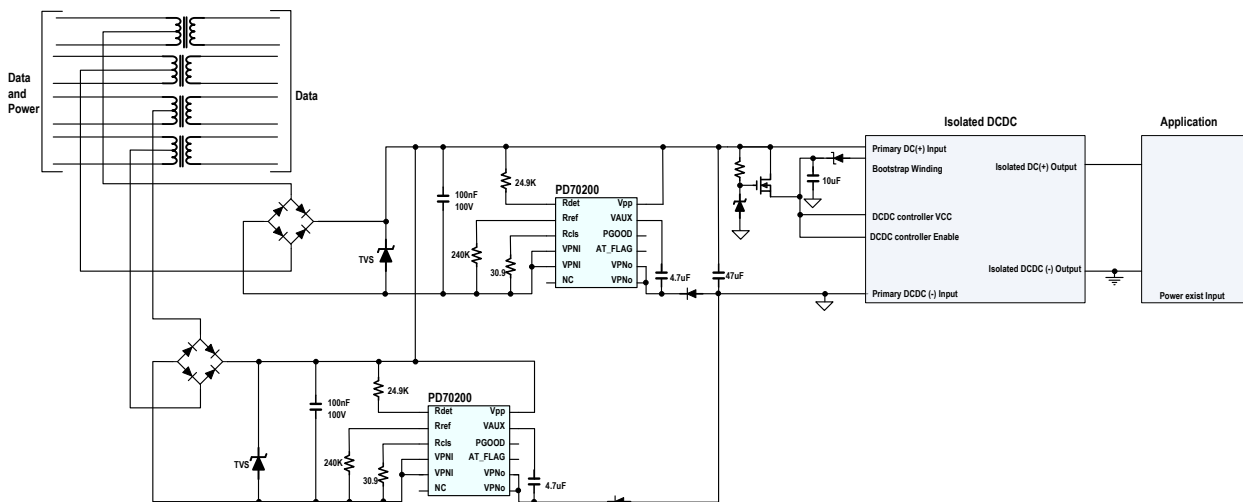 Data
and
Power
Data
Isolated DCDC
Application
Primary DC(+) Input
Bootstrap Winding
Isolated DC(+) Output
10uF
DCDC controller VCC
DCDC controller Enable
Isolated DCDC (-) Output
Primary DCDC (-) Input
Power exist Input
100nF
100V
24.9K
PD70200
Rdet
Vpp
Rref
VAUX
Rcls
PGOOD
VPNI
AT_FLAG
VPNI
VPNo
NC
VPNo
TVS
240K
30.9
4.7uF
47uF
100nF
100V
24.9K
PD70200
Rdet
Vpp
Rref
VAUX
Rcls
PGOOD
VPNI
AT_FLAG
VPNI
VPNo
NC
VPNo
TVS
240K
30.9
4.7uF